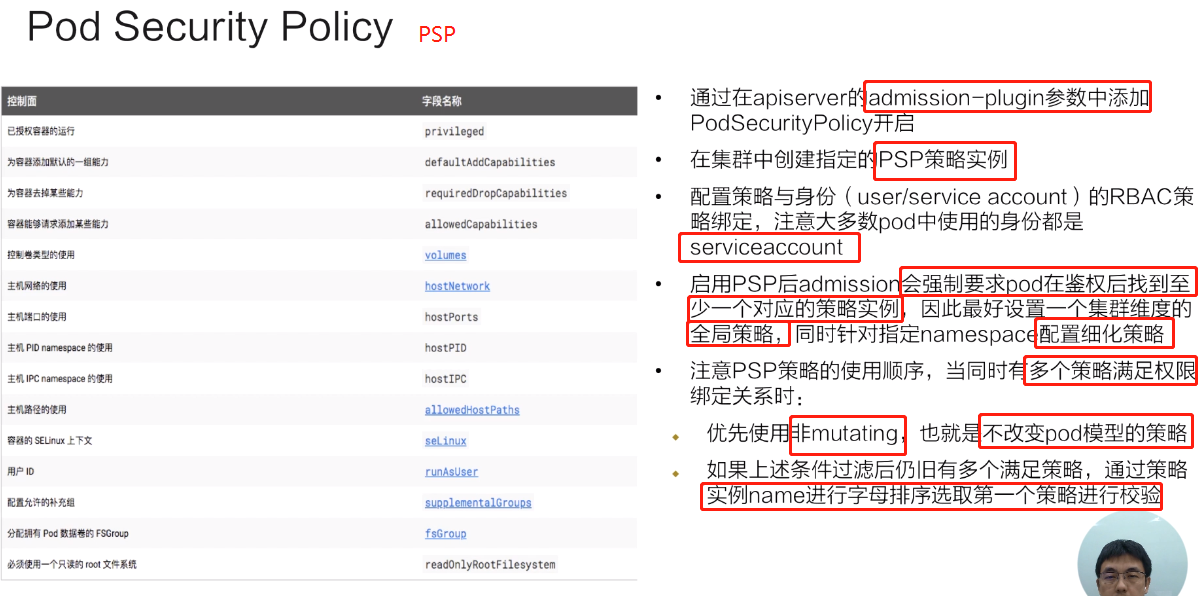 Pod Security Policy PSP
控制面 字段名称
已授权容器的运行 privileged
为容器添加默认的一组能力 defaultAddCapabilities
为容器去掉某些能力 requiredDropCapabilities
容器能够请求添加某些能力 allowedCapabilities
控制卷类型的使用 volumes
主机网络的使用 hostNetwork
主机端口的使用 hostPorts
主机 PID namespace 的使用 hostPID
主机 IPC namespace 的使用 hostIPC
主机路径的使用 allowedHostPaths
容器的 SELinux 上下文 seLinux
用户 ID runAsUser
配置允许的补充组 supplementalGroups
分配拥有 Pod 数据卷的 FSGroup fsGroup
必须使用一个只读的 root 文件系统 readOnlyRootFilesystem
• 通过在apiserver的admission-plugin参数中添加
PodSecurityPolicy开启
• 在集群中创建指定的PSP策略实例
• 配置策略与身份（user/service account）的RBAC策
略绑定，注意大多数pod中使用的身份都是
serviceaccount
• 启用PSP后admission会强制要求pod在鉴权后找到至
少一个对应的策略实例，因此最好设置一个集群维度的
全局策略，同时针对指定namespace配置细化策略
• 注意PSP策略的使用顺序，当同时有多个策略满足权限
绑定关系时：
优先使用非mutating，也就是不改变pod模型的策略
如果上述条件过滤后仍旧有多个满足策略，通过策略
实例name进行字母排序选取第一个策略进行校验